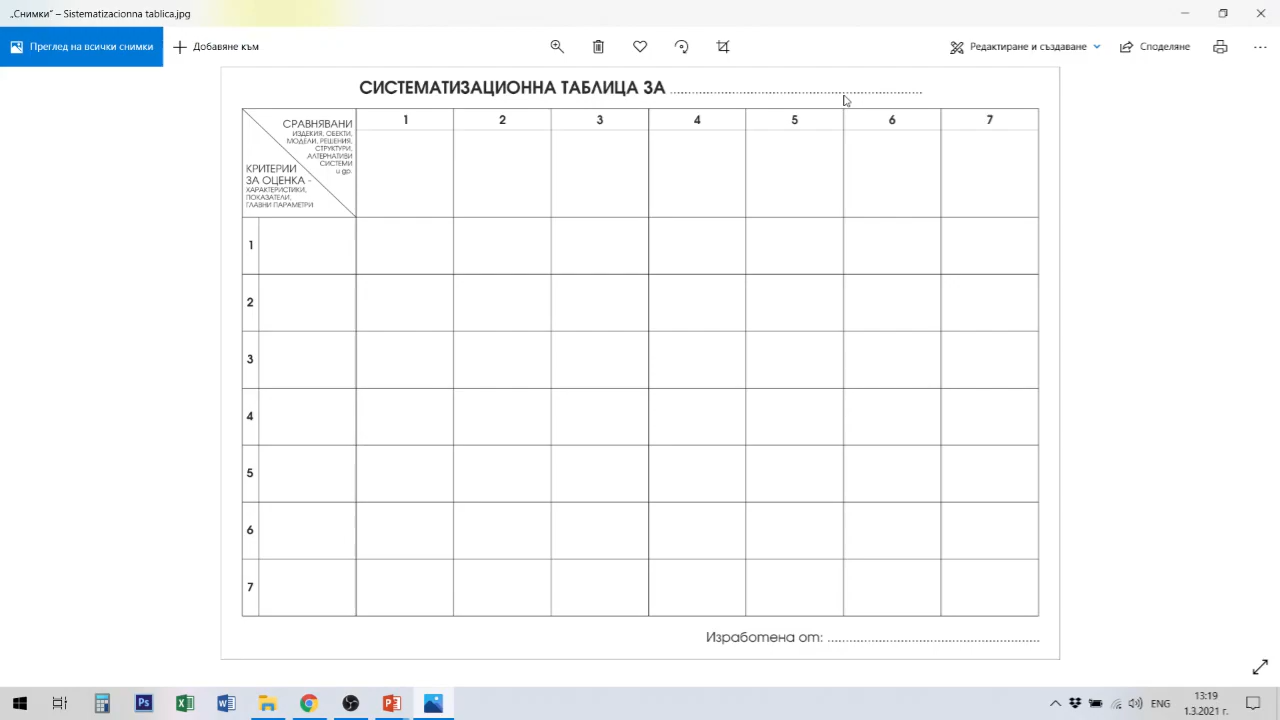 „Снимки“ – Sistematizacionna tablica.jpg
Преглед на всички снимки
Добавяне към
Редактиране и създаване
Споделяне
СИСТЕМАТИЗАЦИОННА ТАБЛИЦА ЗА
СРАВНЯВАНИ
ИЗДЕКИЯ, ОБЕКТИ,
МОДЕЛИ, РЕШЕНИЯ,
СТРУКТУРИ,
АЛТЕРНАТИВИ
СИСТЕМИ
и др.
КРИТЕРИИ
ЗА ОЦЕНКА -
ХАРАКТЕРИСТИКИ,
ПОКАЗАТЕЛИ,
ГЛАВНИ ПАРАМЕТРИ
1 2 3 4 5 6 7
1
2
3
4
5
6
7
Изработена от:
Ps
ENG
13:19
1.3.2021 г.